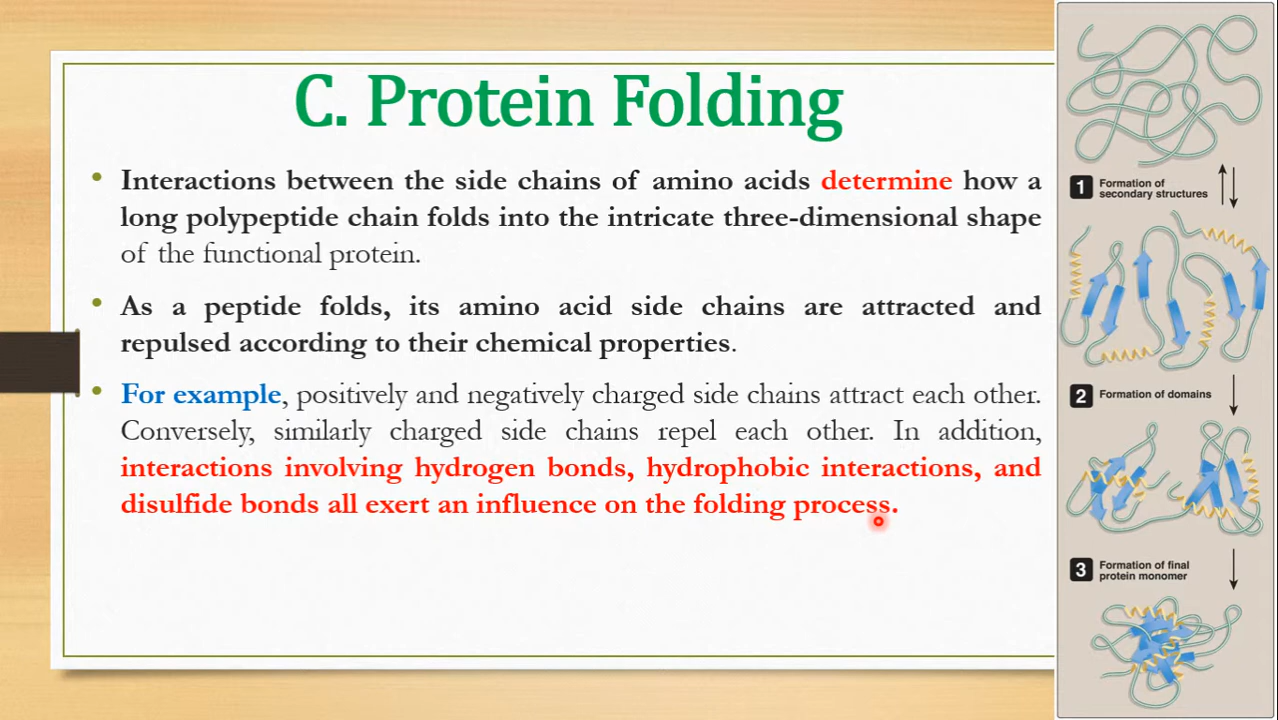 C. Protein Folding
• Interactions between the side chains of amino acids determine how a
long polypeptide chain folds into the intricate three-dimensional shape
of the functional protein.
• As a peptide folds, its amino acid side chains are attracted and
repulsed according to their chemical properties.
• For example, positively and negatively charged side chains attract each other.
Conversely, similarly charged side chains repel each other. In addition,
interactions involving hydrogen bonds, hydrophobic interactions, and
disulfide bonds all exert an influence on the folding process.
1 Formation of
secondary structures
2 Formation of domains
3 Formation of final
protein monomer